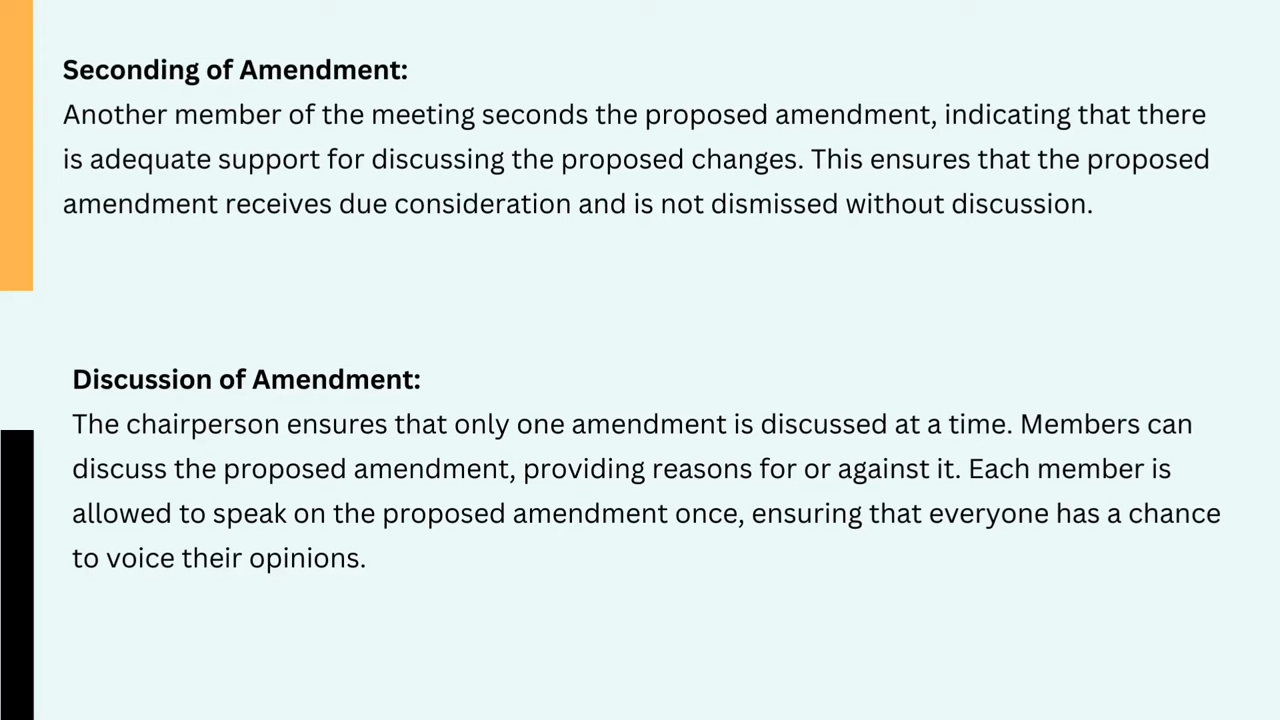 Seconding of Amendment:
Another member of the meeting seconds the proposed amendment, indicating that there
is adequate support for discussing the proposed changes. This ensures that the proposed
amendment receives due consideration and is not dismissed without discussion.
Discussion of Amendment:
The chairperson ensures that only one amendment is discussed at a time. Members can
discuss the proposed amendment, providing reasons for or against it. Each member is
allowed to speak on the proposed amendment once, ensuring that everyone has a chance
to voice their opinions.